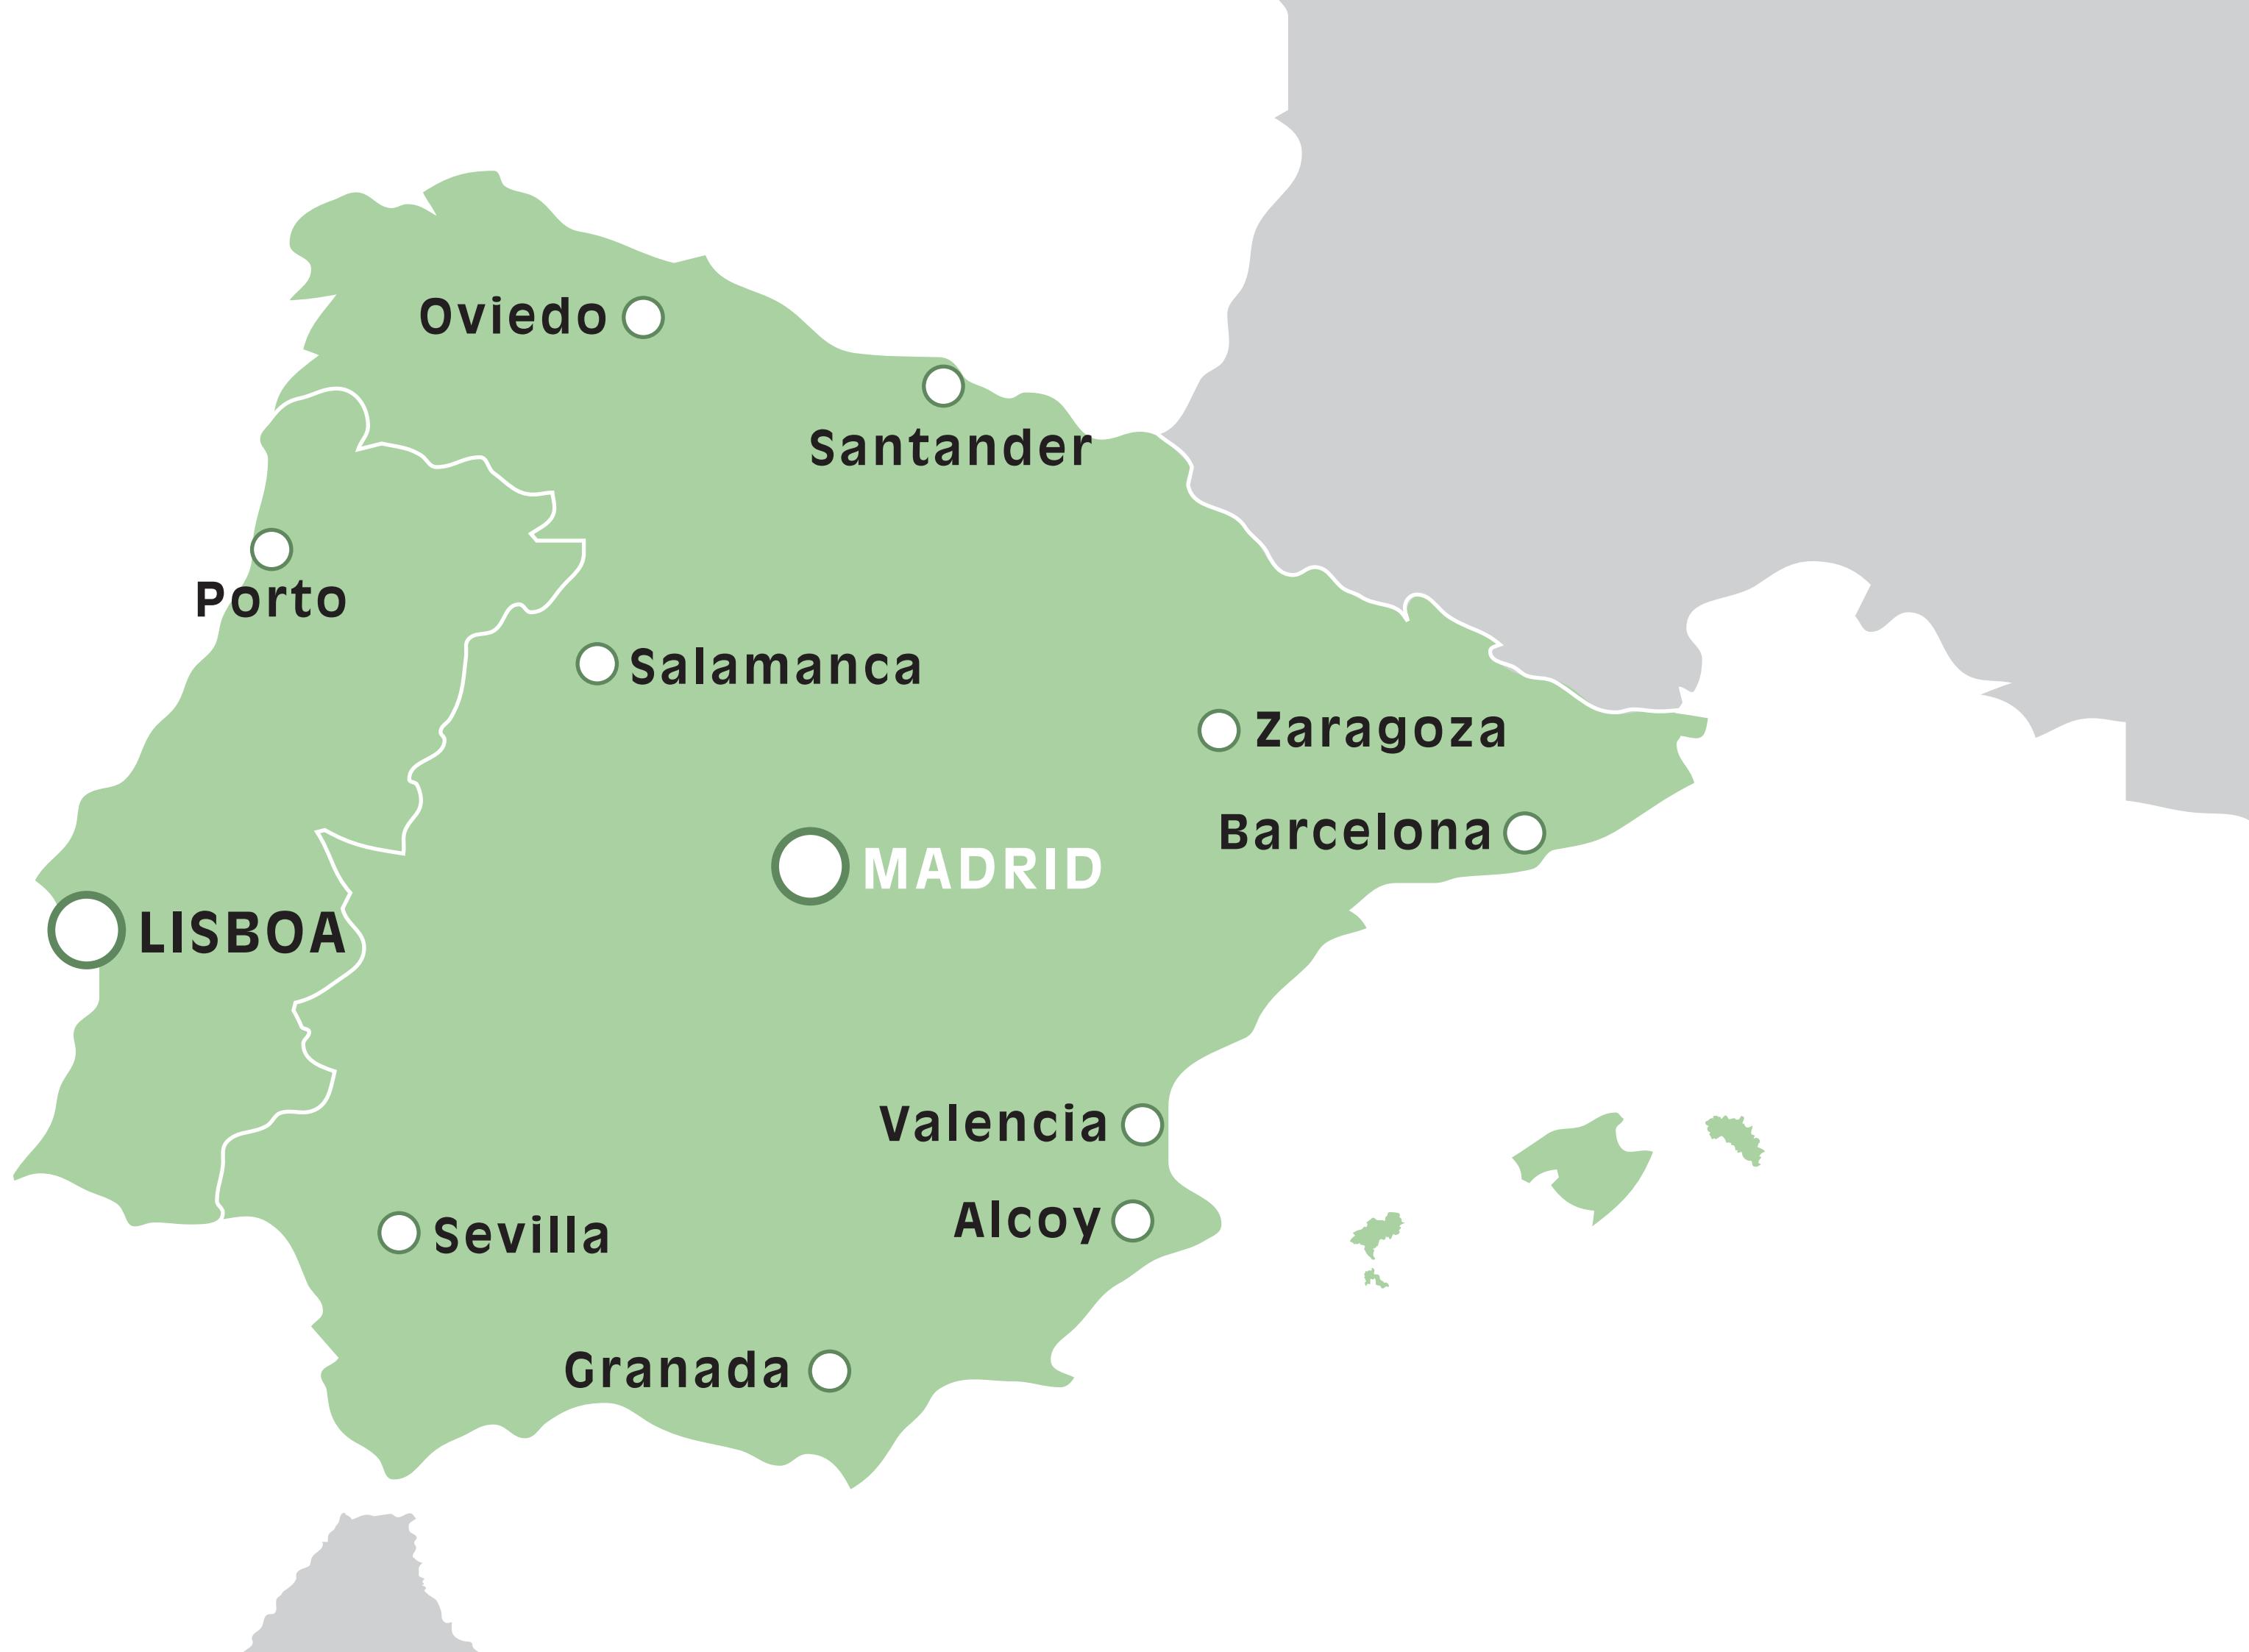 Oviedo
Santander
Porto
Salamanca
Zaragoza
Barcelona
MADRID
LISBOA
Valencia
Alcoy
Sevilla
Granada